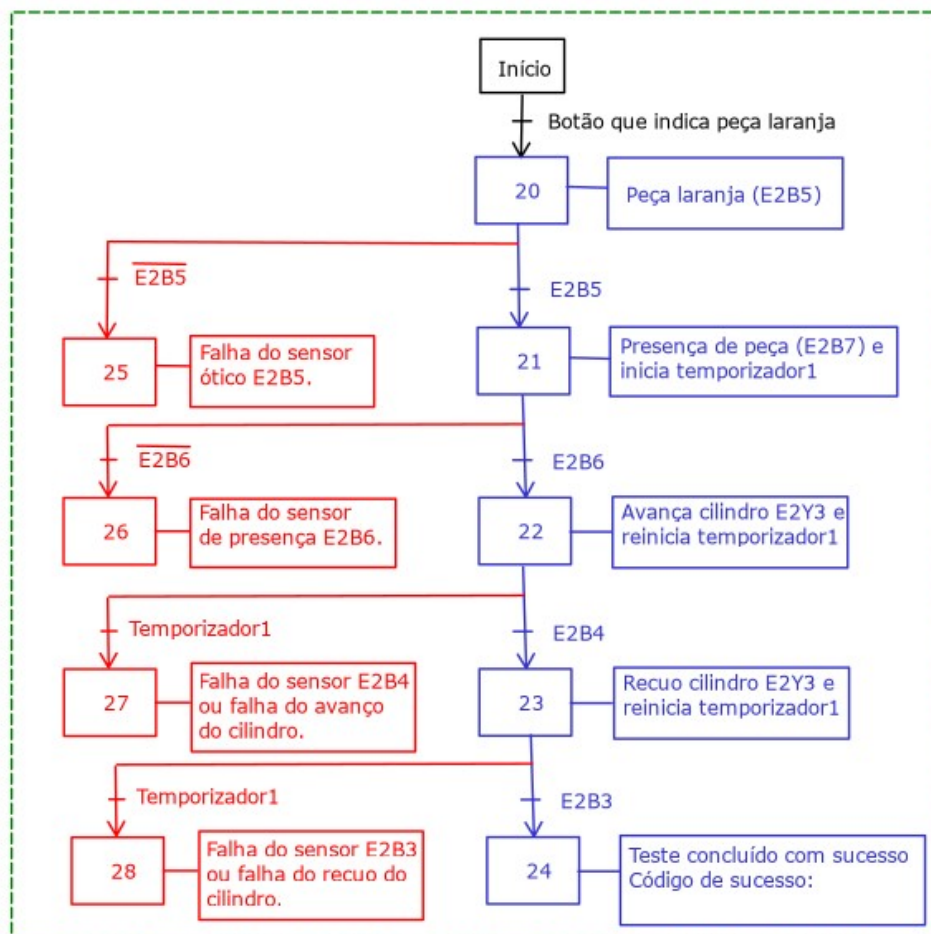 Início
Botão que indica peça laranja
20
Peça laranja (E2B5)
E2B5
E2B5
25
Falha do sensor
ótico E2B5.
21
Presença de peça (E2B7) e
inicia temporizador1
E2B6
E2B6
26
Falha do sensor
de presença E2B6.
22
Avança cilindro E2Y3 e
reinicia temporizador1
Temporizador1
E2B4
27
Falha do sensor E2B4
ou falha do avanço
do cilindro.
23
Recuo cilindro E2Y3 e
reinicia temporizador1
Temporizador1
E2B3
28
Falha do sensor E2B3
ou falha do recuo do
cilindro.
24
Teste concluído com sucesso
Código de sucesso: